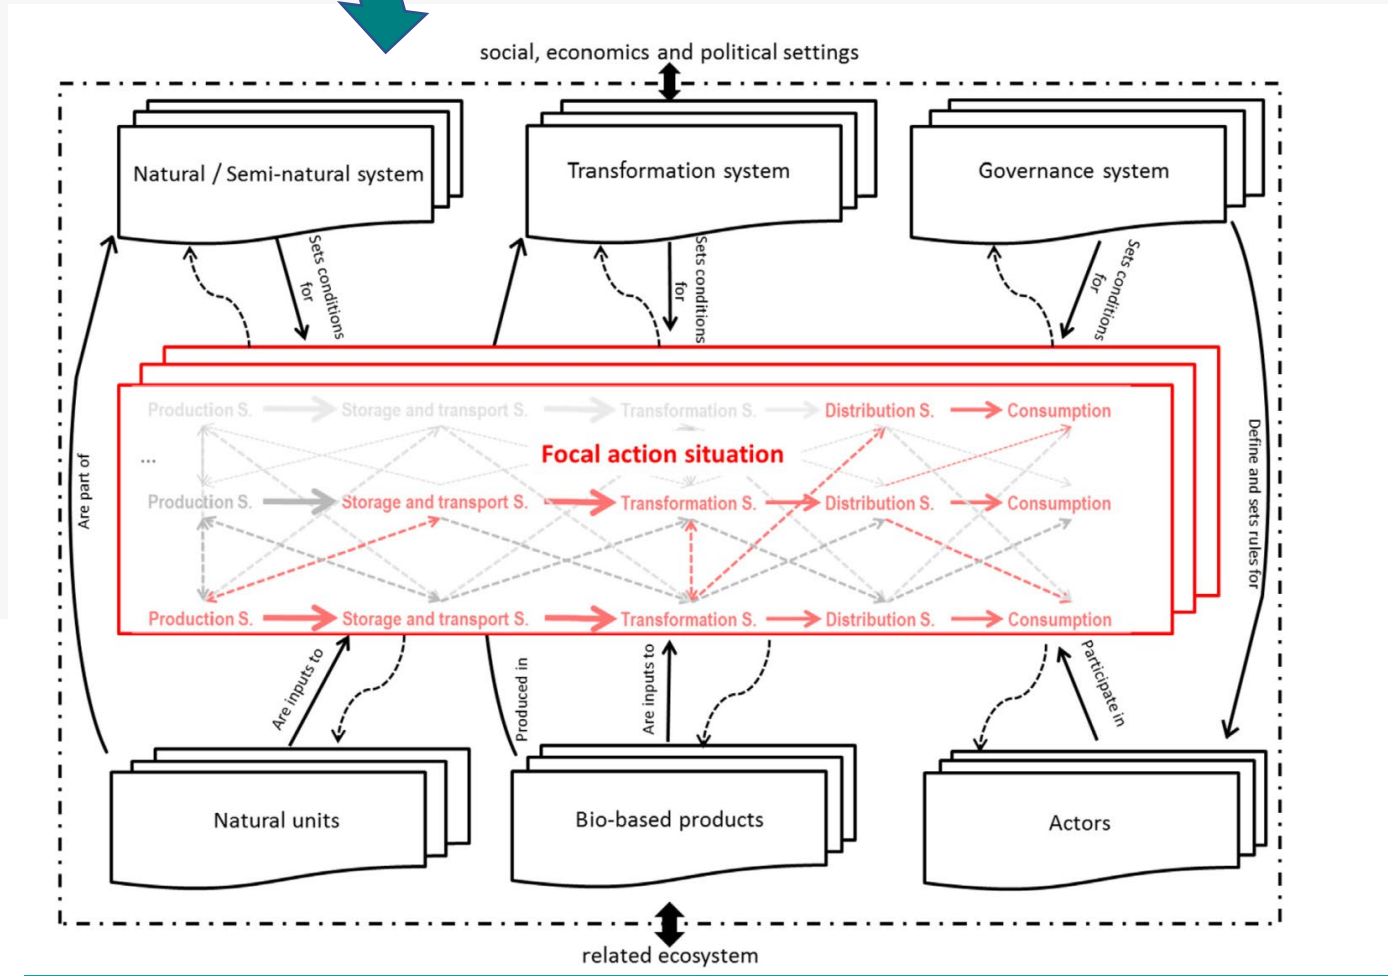 social, economics and political settings
Natural / Semi-natural system
Transformation system
Governance system
Sets conditions
for
Sets conditions
for
Sets conditions
for
Production S.
Storage and transport S.
Transformation S.
Distribution S.
Consumption
Focal action situation
...
Production S.
Storage and transport S.
Transformation S.
Distribution S.
Consumption
Production S.
Storage and transport S.
Transformation S.
Distribution S.
Consumption
Are part of
Define and sets rules for
Are inputs to
Produced in
Are inputs to
Participate in
Natural units
Bio-based products
Actors
related ecosystem